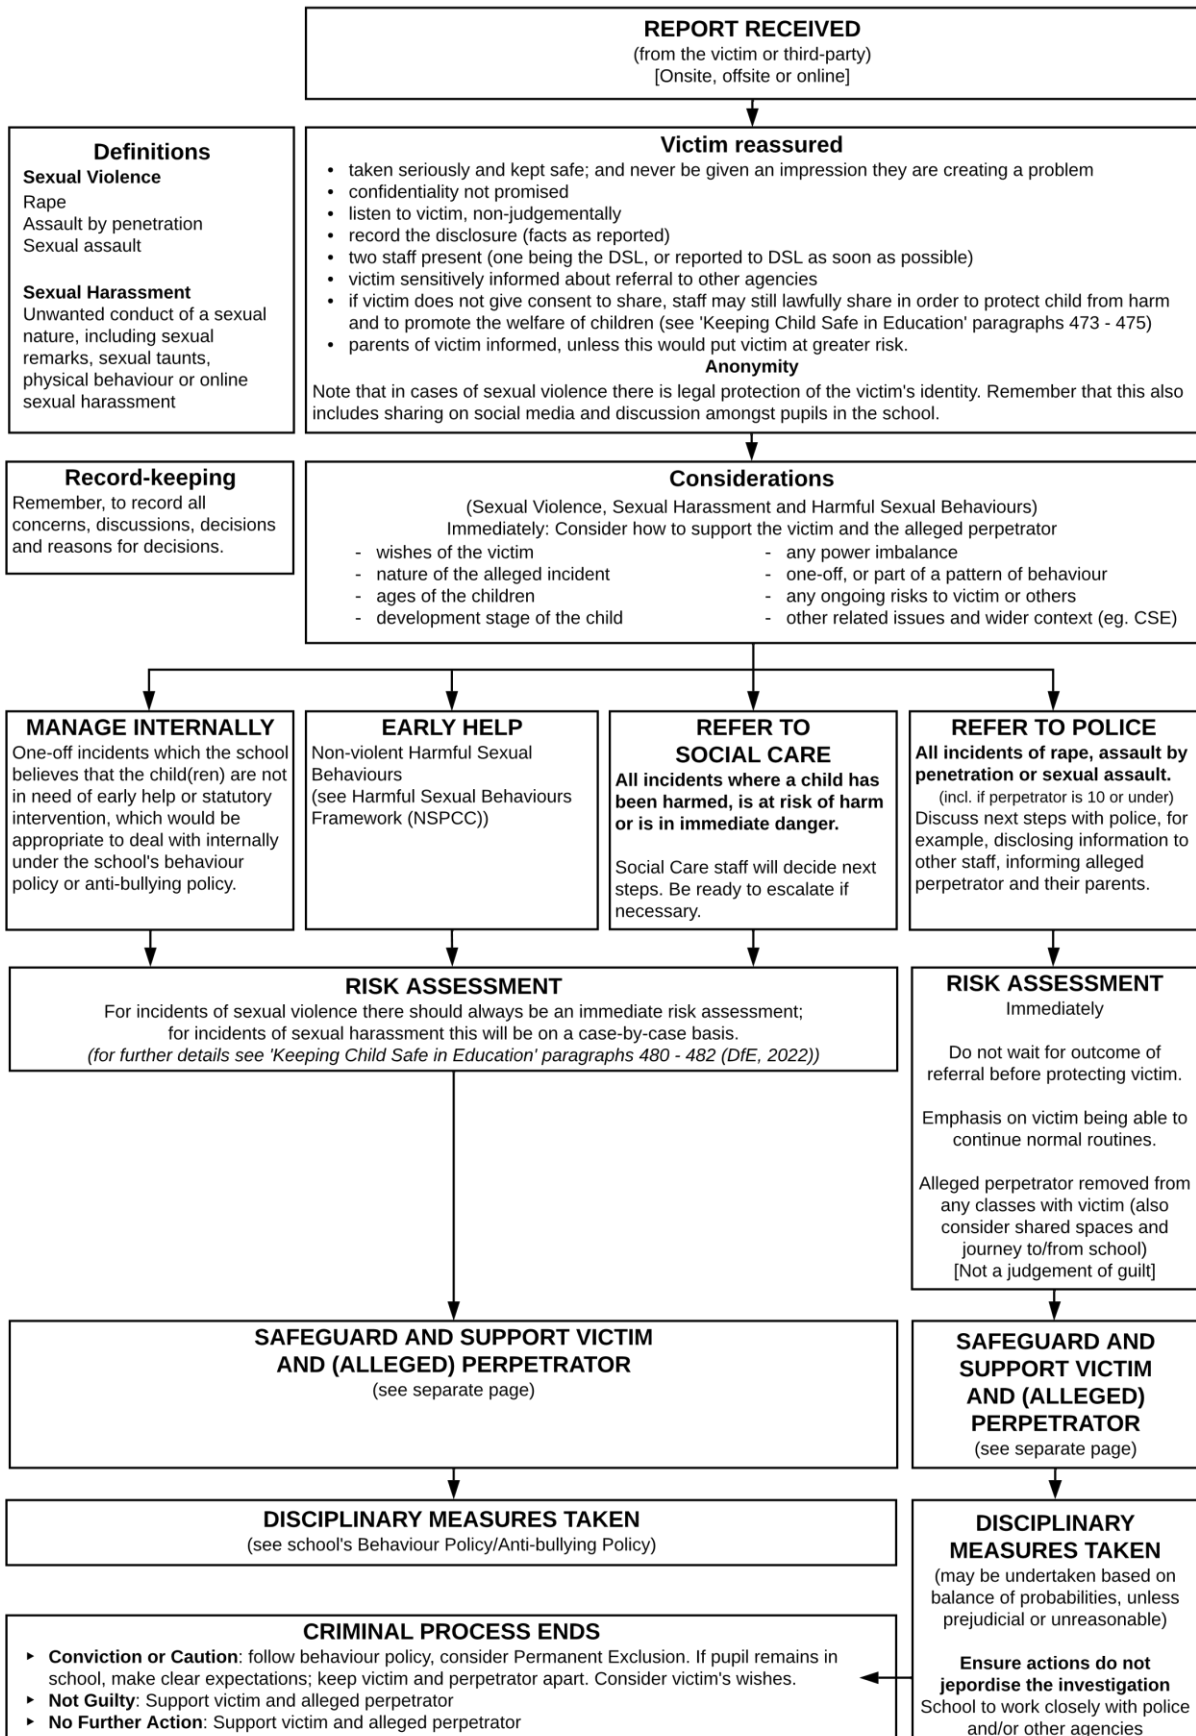 REPORT RECEIVED
(from the victim or third-party)
[Onsite, offsite or online]
Definitions
Sexual Violence
Rape
Assault by penetration
Sexual assault
Sexual Harassment
Unwanted conduct of a sexual
nature, including sexual
remarks, sexual taunts,
physical behaviour or online
sexual harassment
Victim reassured
• taken seriously and kept safe; and never be given an impression they are creating a problem
• confidentiality not promised
• listen to victim, non-judgementally
• record the disclosure (facts as reported)
• two staff present (one being the DSL, or reported to DSL as soon as possible)
• victim sensitively informed about referral to other agencies
• if victim does not give consent to share, staff may still lawfully share in order to protect child from harm
and to promote the welfare of children (see 'Keeping Child Safe in Education' paragraphs 473 - 475)
• parents of victim informed, unless this would put victim at greater risk.
Anonymity
Note that in cases of sexual violence there is legal protection of the victim's identity. Remember that this also
includes sharing on social media and discussion amongst pupils in the school.
Record-keeping
Remember, to record all
concerns, discussions, decisions
and reasons for decisions.
Considerations
(Sexual Violence, Sexual Harassment and Harmful Sexual Behaviours)
Immediately: Consider how to support the victim and the alleged perpetrator
- wishes of the victim
- nature of the alleged incident
- ages of the children
- development stage of the child
- any power imbalance
- one-off, or part of a pattern of behaviour
- any ongoing risks to victim or others
- other related issues and wider context (eg. CSE)
MANAGE INTERNALLY
One-off incidents which the school
believes that the child(ren) are not
in need of early help or statutory
intervention, which would be
appropriate to deal with internally
under the school's behaviour
policy or anti-bullying policy.
EARLY HELP
Non-violent Harmful Sexual
Behaviours
(see Harmful Sexual Behaviours
Framework (NSPCC))
REFER TO
SOCIAL CARE
All incidents where a child has
been harmed, is at risk of harm
or is in immediate danger.
Social Care staff will decide next
steps. Be ready to escalate if
necessary.
REFER TO POLICE
All incidents of rape, assault by
penetration or sexual assault.
(incl. if perpetrator is 10 or under)
Discuss next steps with police, for
example, disclosing information to
other staff, informing alleged
perpetrator and their parents.
RISK ASSESSMENT
For incidents of sexual violence there should always be an immediate risk assessment;
for incidents of sexual harassment this will be on a case-by-case basis.
(for further details see 'Keeping Child Safe in Education' paragraphs 480 - 482 (DfE, 2022))
RISK ASSESSMENT
Immediately
Do not wait for outcome of
referral before protecting victim.
Emphasis on victim being able to
continue normal routines.
Alleged perpetrator removed from
any classes with victim (also
consider shared spaces and
journey to/from school)
[Not a judgement of guilt]
SAFEGUARD AND SUPPORT VICTIM
AND (ALLEGED) PERPETRATOR
(see separate page)
SAFEGUARD AND
SUPPORT VICTIM
AND (ALLEGED)
PERPETRATOR
(see separate page)
DISCIPLINARY MEASURES TAKEN
(see school's Behaviour Policy/Anti-bullying Policy)
DISCIPLINARY
MEASURES TAKEN
(may be undertaken based on
balance of probabilities, unless
prejudicial or unreasonable)
Ensure actions do not
jepordise the investigation
School to work closely with police
and/or other agencies
CRIMINAL PROCESS ENDS
▸ Conviction or Caution: follow behaviour policy, consider Permanent Exclusion. If pupil remains in
school, make clear expectations; keep victim and perpetrator apart. Consider victim's wishes.
▸ Not Guilty: Support victim and alleged perpetrator
▸ No Further Action: Support victim and alleged perpetrator